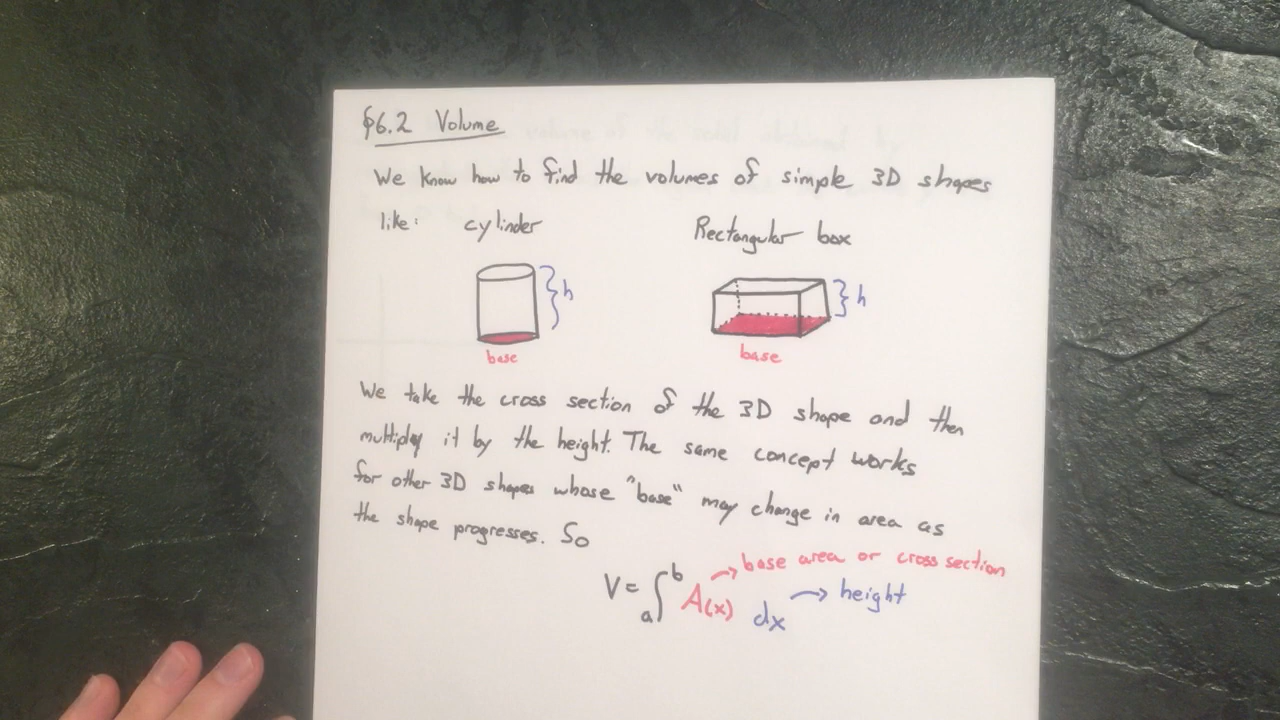 §6.2 Volume
We know how to find the volumes of simple 3D shapes
like: cylinder Rectangular box
h h
base base
We take the cross section of the 3D shape and then
multiply it by the height. The same concept works
for other 3D shapes whose "base" may change in area as
the shape progresses. So
base area or cross section
V = ∫_a^b A(x) dx → height